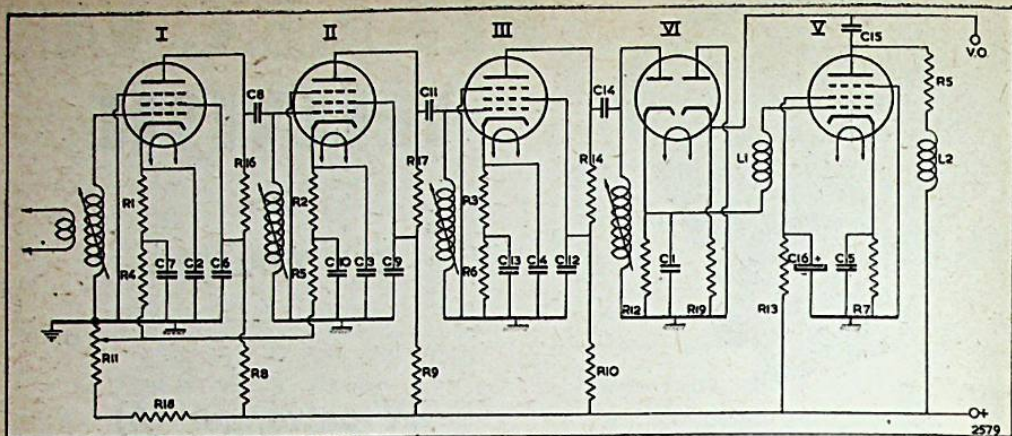 I II III VI V
C15
V.O.
C8 C11 C14 R5
R16 R17 R14 L1 L2
R1 R2 R3
R4 C7 C2 C6 R5 C10 C3 C9 R6 C13 C4 C12 C1 C16 + C5
R12 R19 R13 R7
R11 R8 R9 R10
R18 O+
2579